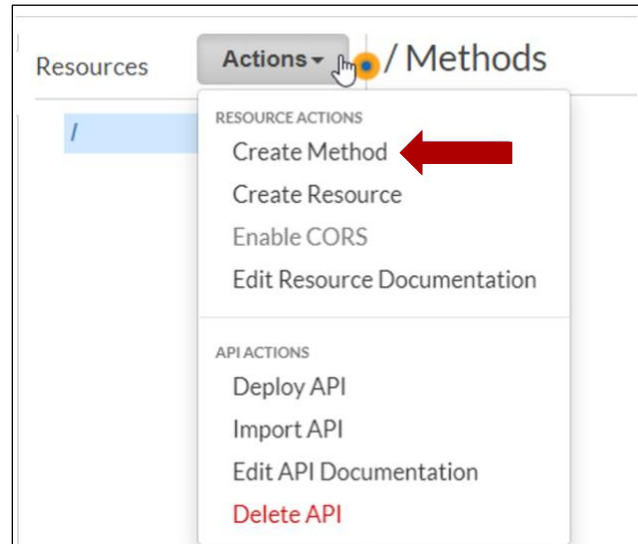 Resources
Actions
/ Methods
/
RESOURCE ACTIONS
Create Method
Create Resource
Enable CORS
Edit Resource Documentation
API ACTIONS
Deploy API
Import API
Edit API Documentation
Delete API